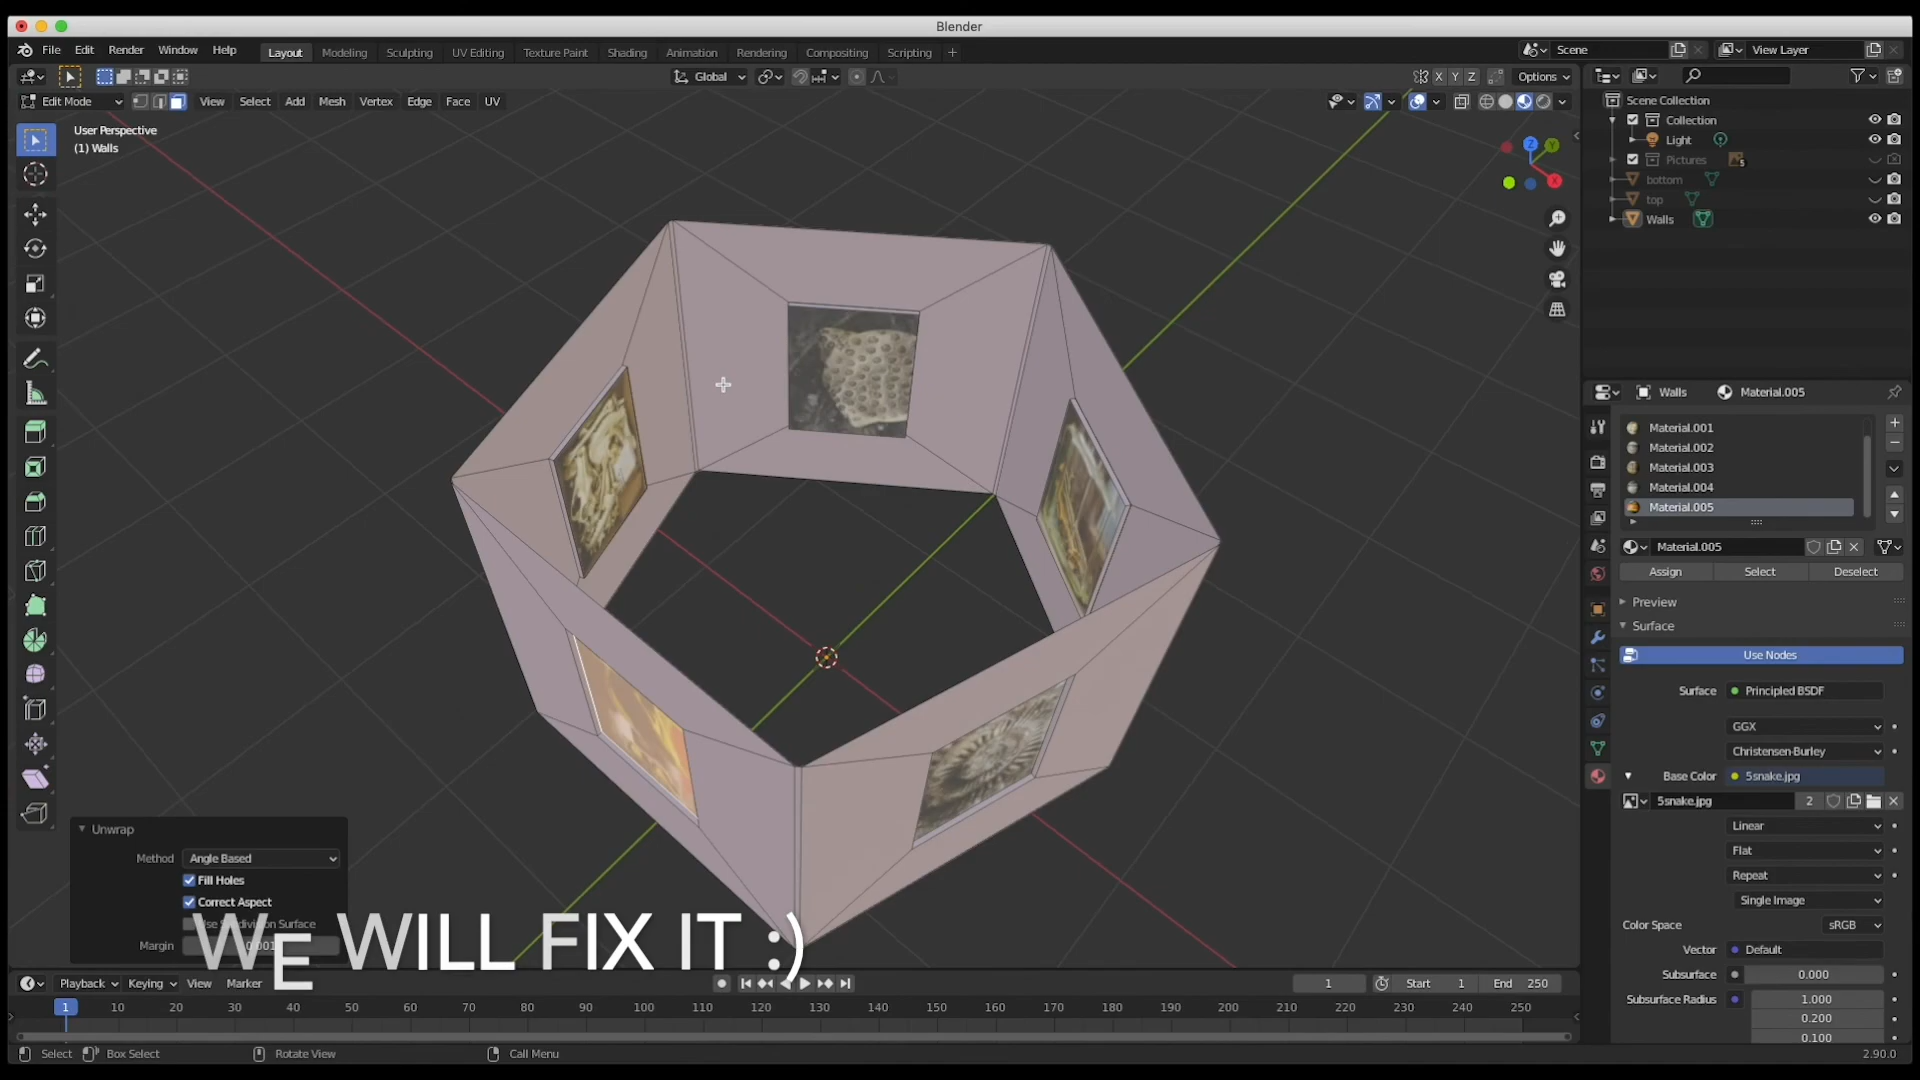 Blender
File Edit Render Window Help Layout Modeling Sculpting UV Editing Texture Paint Shading Animation Rendering Compositing Scripting + Scene View Layer
Global X Y Z Options
Edit Mode View Select Add Mesh Vertex Edge Face UV
User Perspective
(1) Walls
Z Y X
Scene Collection
Collection
Light
Pictures 5
bottom
top
Walls
Walls Material.005
Material.001
Material.002
Material.003
Material.004
Material.005
Material.005
Assign Select Deselect
Preview
Surface
Use Nodes
Surface Principled BSDF
GGX
Christensen-Burley
Base Color 5snake.jpg
5snake.jpg 2
Linear
Flat
Repeat
Single Image
Color Space sRGB
Vector Default
Subsurface 0.000
Subsurface Radius 1.000
0.200
0.100
Unwrap
Method Angle Based
Fill Holes
Correct Aspect
Use Subdivision Surface
Margin 0.001
WE WILL FIX IT :)
Playback Keying View Marker 1 Start 1 End 250
1 10 20 30 40 50 60 70 80 90 100 110 120 130 140 150 160 170 180 190 200 210 220 230 240 250
Select Box Select Rotate View Call Menu 2.90.0